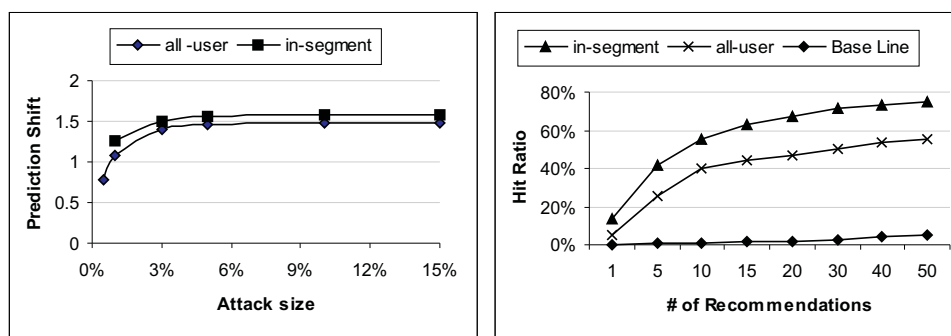 all -user
in-segment
2
1.5
1
0.5
0
Prediction Shift
0%
3%
6%
9%
12%
15%
Attack size
in-segment
all-user
Base Line
80%
60%
40%
20%
0%
Hit Ratio
1
5
10
15
20
30
40
50
# of Recommendations